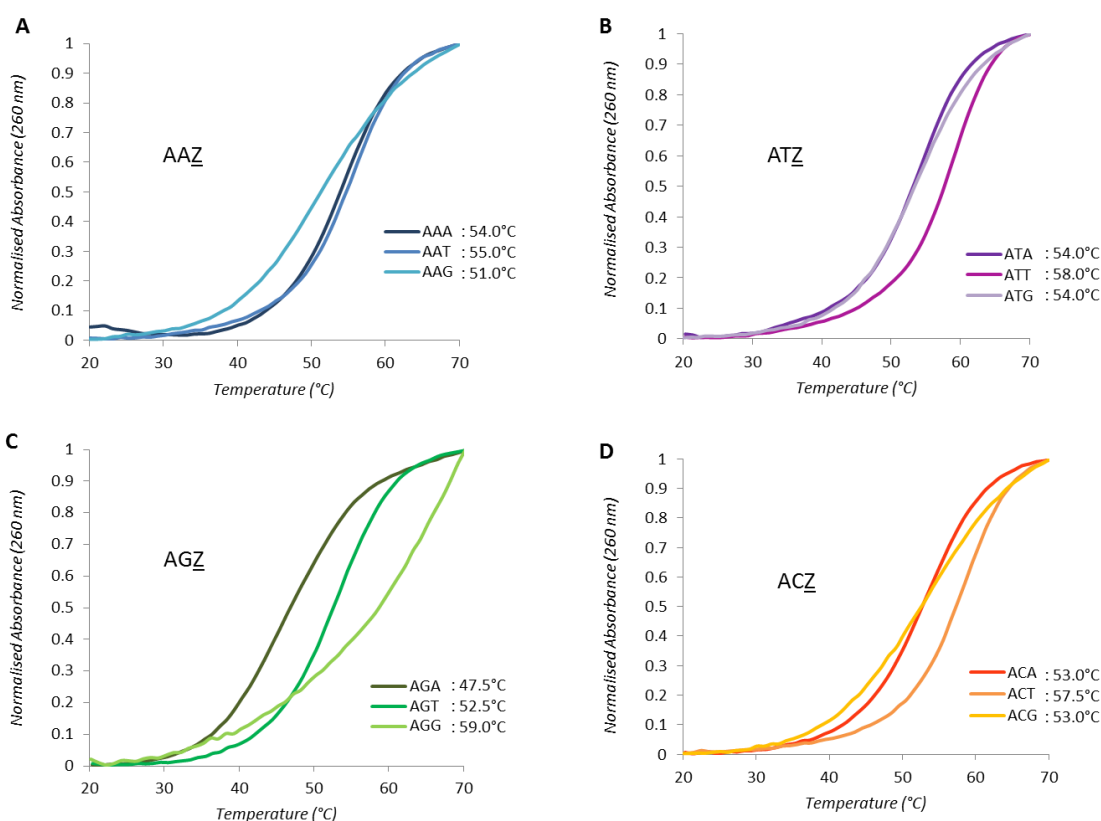 A
Normalised Absorbance (260 nm)
1
0.9
0.8
0.7
0.6
0.5
0.4
0.3
0.2
0.1
0
AAZ
AAA : 54.0°C
AAT : 55.0°C
AAG : 51.0°C
20 30 40 50 60 70
Temperature (°C)
B
Normalised Absorbance (260 nm)
1
0.9
0.8
0.7
0.6
0.5
0.4
0.3
0.2
0.1
0
ATZ
ATA : 54.0°C
ATT : 58.0°C
ATG : 54.0°C
20 30 40 50 60 70
Temperature (°C)
C
Normalised Absorbance (260 nm)
1
0.9
0.8
0.7
0.6
0.5
0.4
0.3
0.2
0.1
0
AGZ
AGA : 47.5°C
AGT : 52.5°C
AGG : 59.0°C
20 30 40 50 60 70
Temperature (°C)
D
Normalised Absorbance (260 nm)
1
0.9
0.8
0.7
0.6
0.5
0.4
0.3
0.2
0.1
0
ACZ
ACA : 53.0°C
ACT : 57.5°C
ACG : 53.0°C
20 30 40 50 60 70
Temperature (°C)